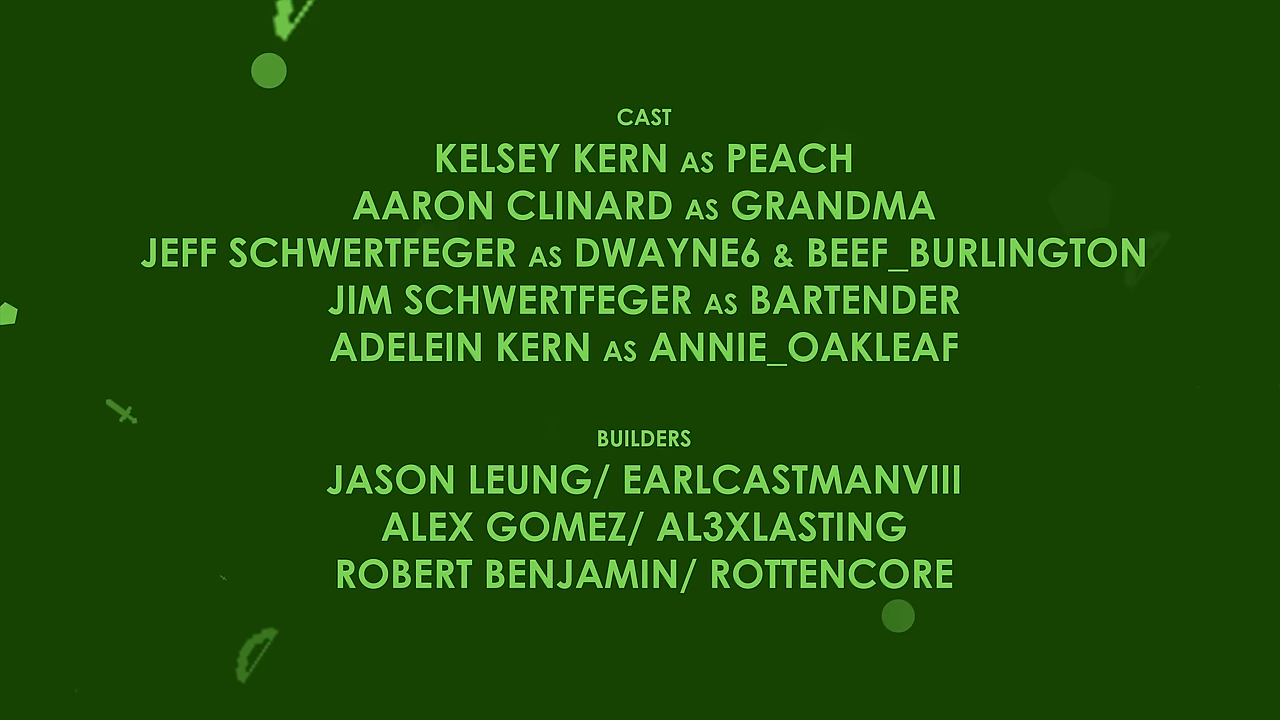 CAST
KELSEY KERN AS PEACH
AARON CLINARD AS GRANDMA
JEFF SCHWERTFEGER AS DWAYNE6 & BEEF_BURLINGTON
JIM SCHWERTFEGER AS BARTENDER
ADELEIN KERN AS ANNIE_OAKLEAF
BUILDERS
JASON LEUNG/ EARLCASTMANVIII
ALEX GOMEZ/ AL3XLASTING
ROBERT BENJAMIN/ ROTTENCORE